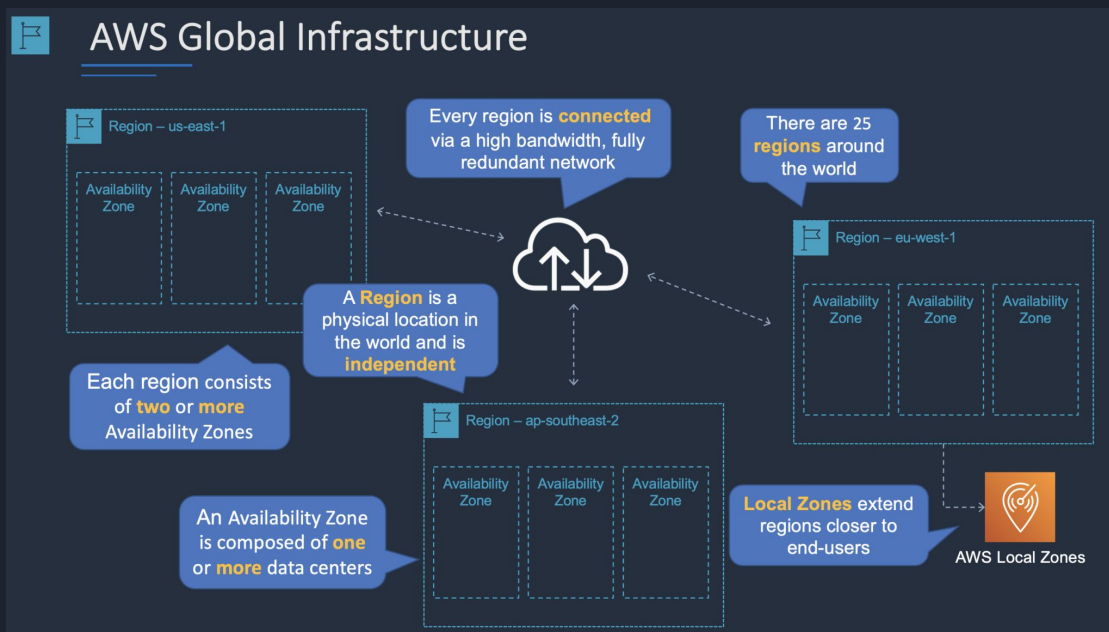 AWS Global Infrastructure
Region – us-east-1
Availability
Zone
Availability
Zone
Availability
Zone
Every region is connected
via a high bandwidth, fully
redundant network
There are 25
regions around
the world
Region – eu-west-1
Availability
Zone
Availability
Zone
Availability
Zone
A Region is a
physical location in
the world and is
independent
Each region consists
of two or more
Availability Zones
Region – ap-southeast-2
Availability
Zone
Availability
Zone
Availability
Zone
An Availability Zone
is composed of one
or more data centers
Local Zones extend
regions closer to
end-users
AWS Local Zones